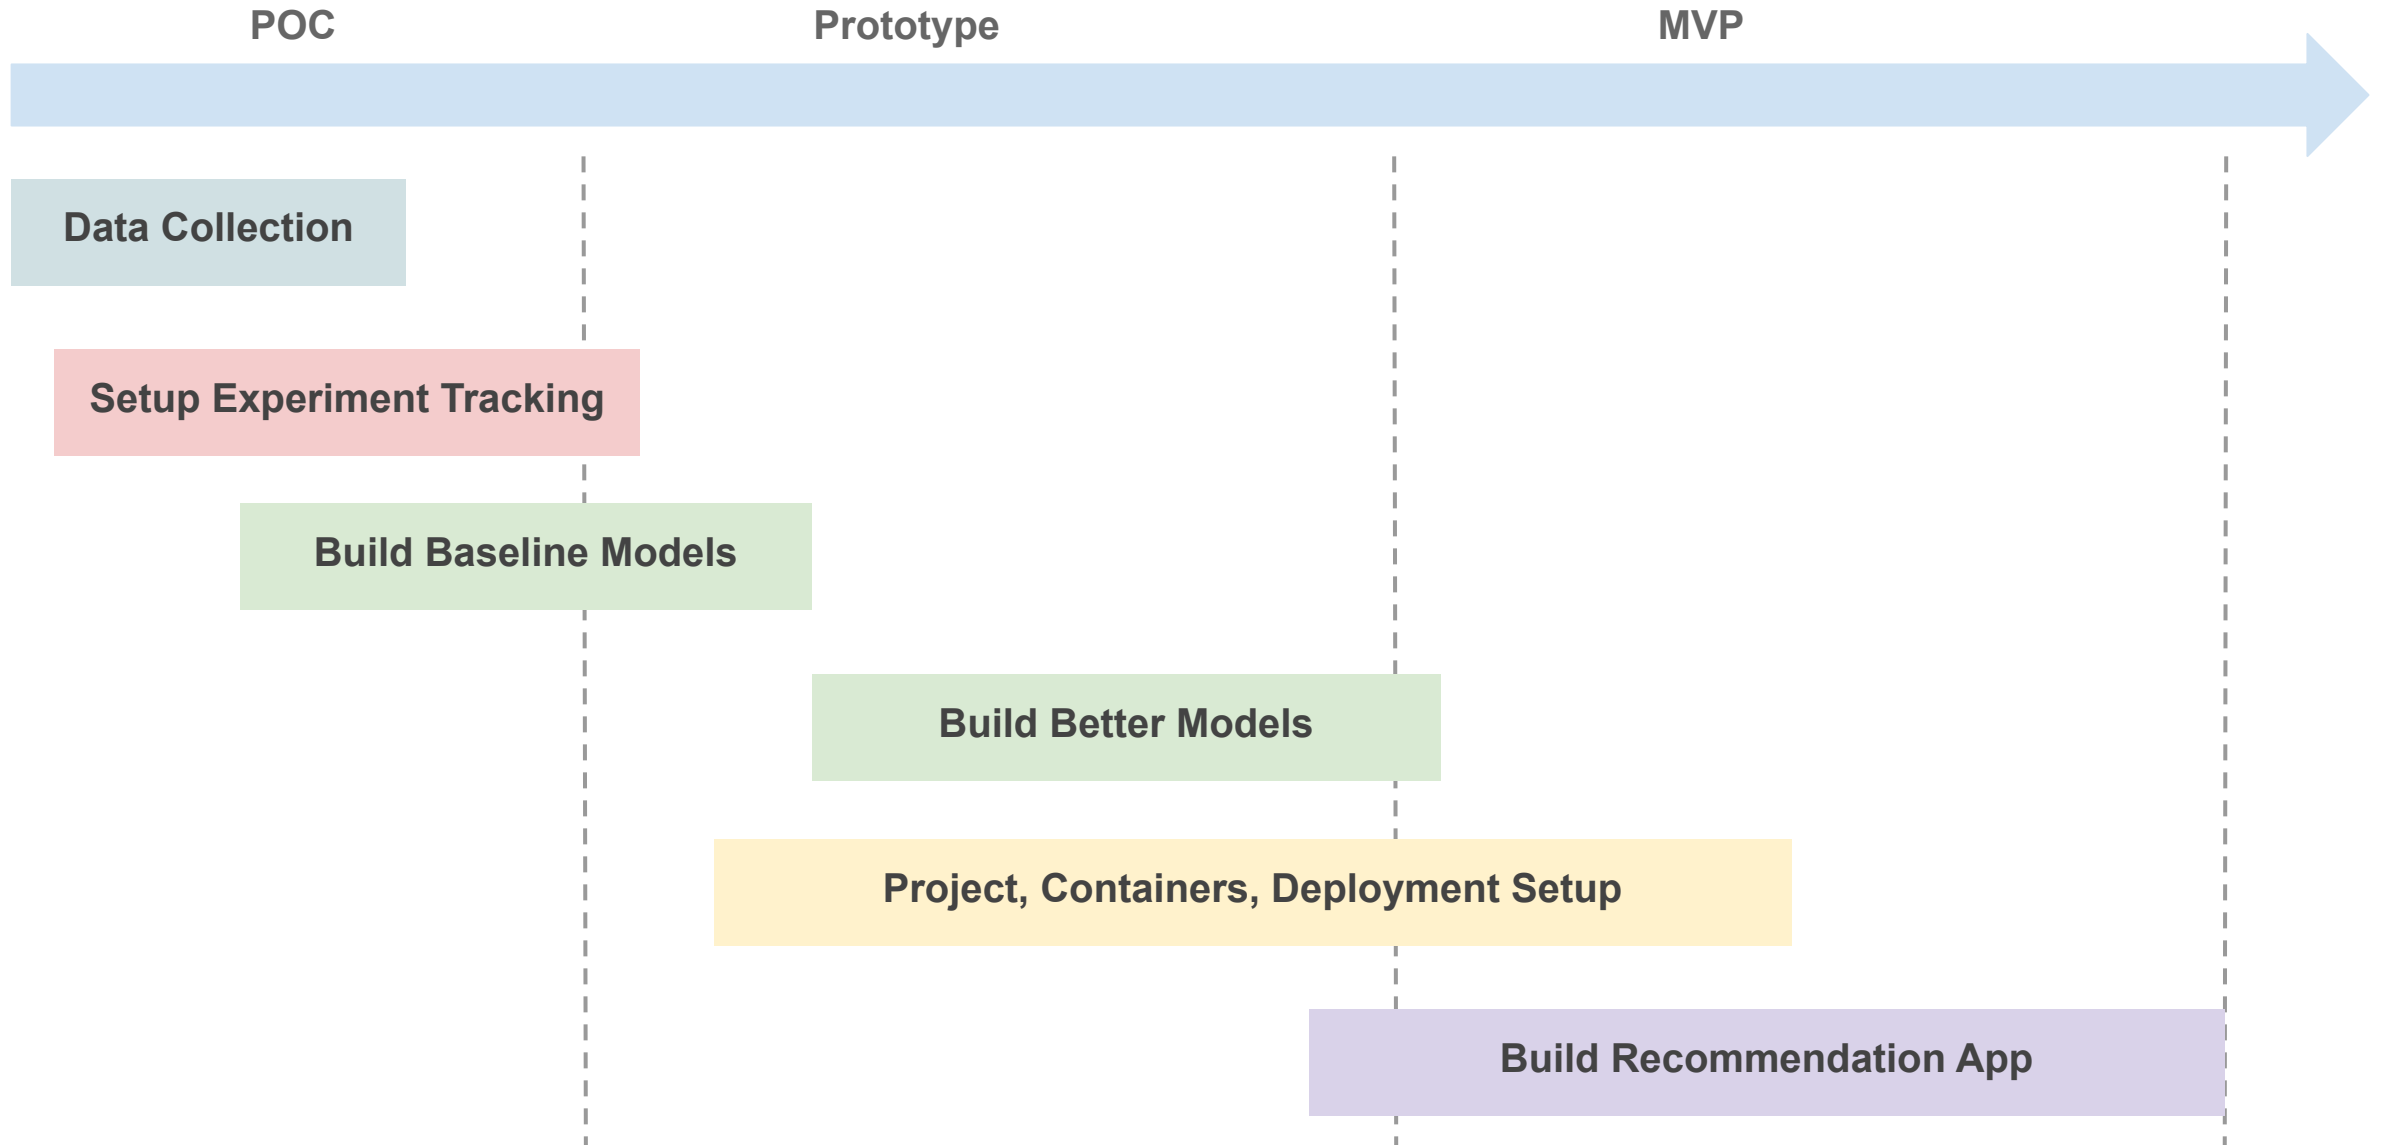 POC
Prototype
MVP
Data Collection
Setup Experiment Tracking
Build Baseline Models
Build Better Models
Project, Containers, Deployment Setup
Build Recommendation App